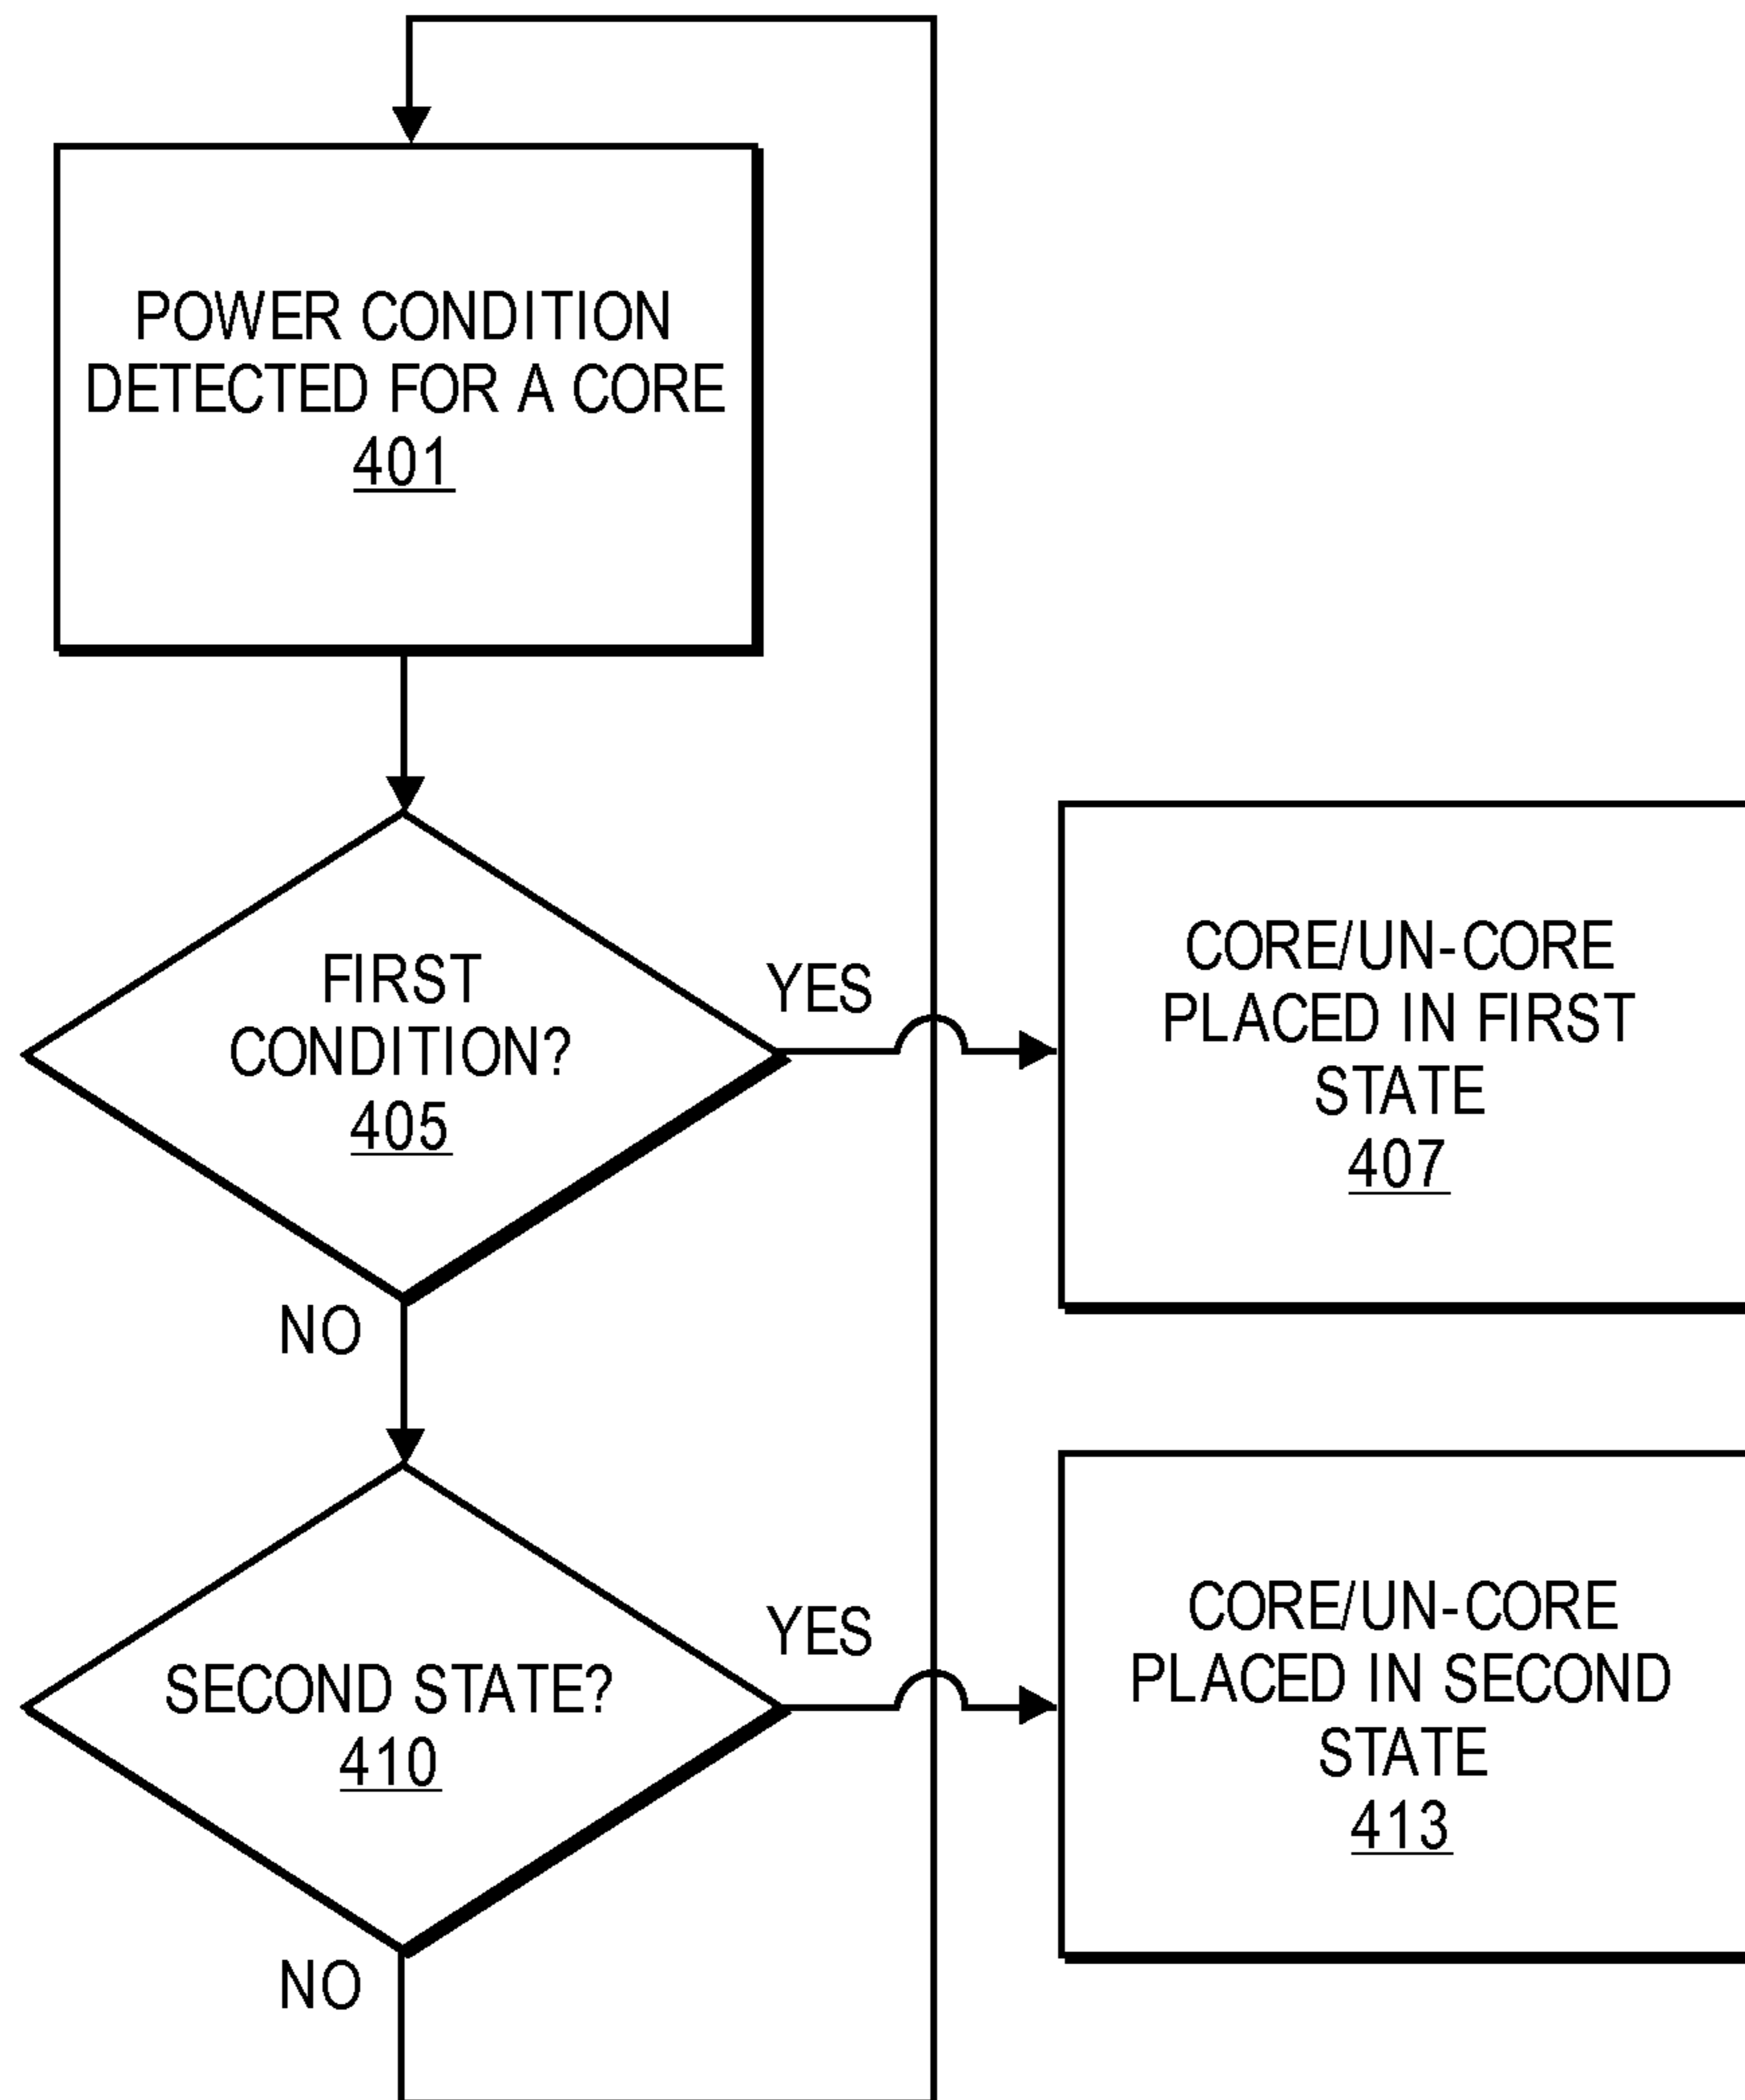 POWER CONDITION
DETECTED FOR A CORE
401
FIRST
CONDITION?
405
YES
CORE/UN-CORE
PLACED IN FIRST
STATE
407
NO
SECOND STATE?
410
YES
CORE/UN-CORE
PLACED IN SECOND
STATE
413
NO